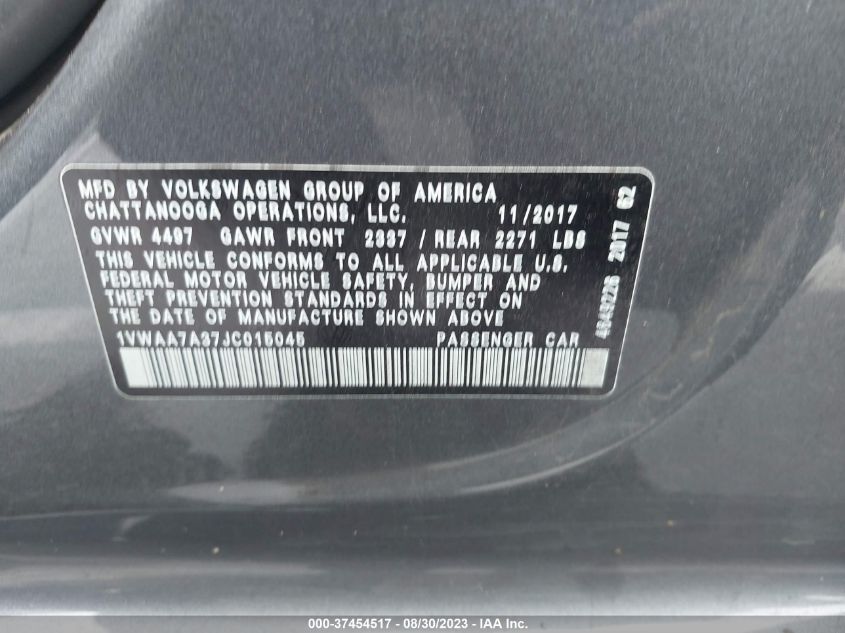 MFD BY VOLKSWAGEN GROUP OF AMERICA
CHATTANOOGA OPERATIONS, LLC. 11/2017
GVWR 4497 GAWR FRONT 2337 / REAR 2271 LBS
THIS VEHICLE CONFORMS TO ALL APPLICABLE U.S.
FEDERAL MOTOR VEHICLE SAFETY, BUMPER AND
THEFT PREVENTION STANDARDS IN EFFECT ON
THE DATE OF MANUFACTURE SHOWN ABOVE
1VWAA7A37JC015045 PASSENGER CAR
2017 G2
000-37454517 | 08/30/2023 | - IAA Inc.